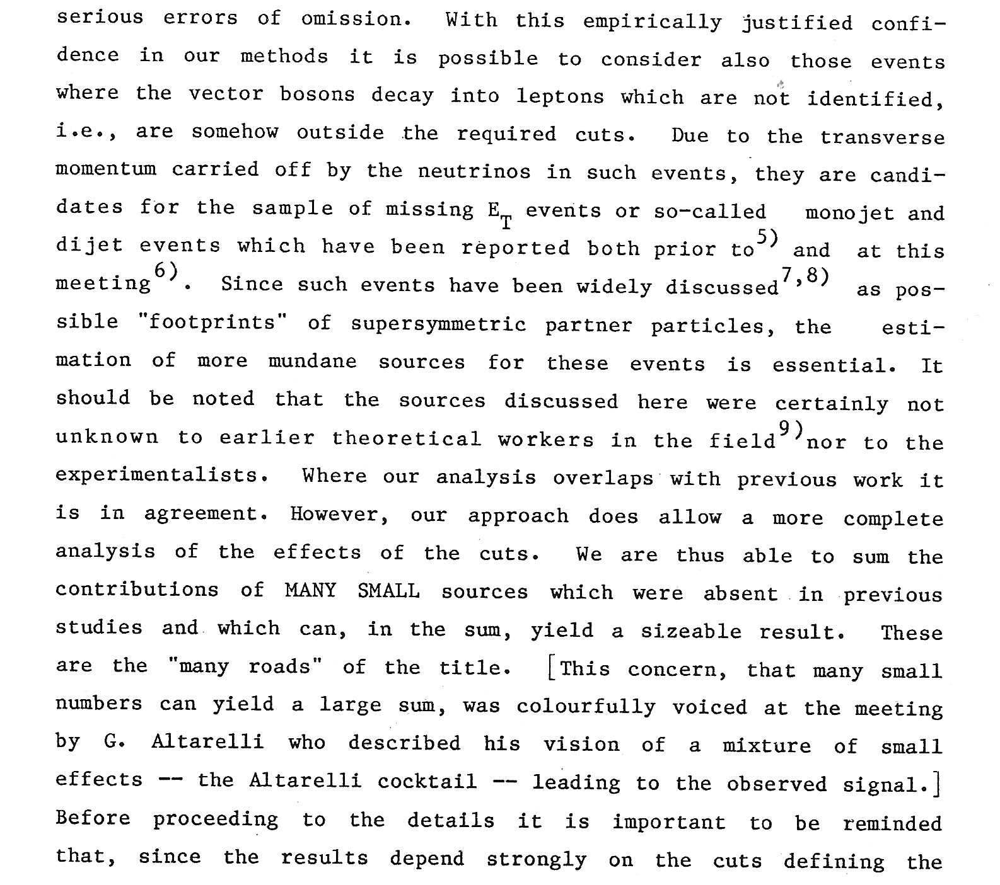 serious errors of omission. With this empirically justified confi-
dence in our methods it is possible to consider also those events
where the vector bosons decay into leptons which are not identified,
i.e., are somehow outside the required cuts. Due to the transverse
momentum carried off by the neutrinos in such events, they are candi-
dates for the sample of missing E_T events or so-called monojet and
dijet events which have been reported both prior to5) and at this
meeting6). Since such events have been widely discussed7,8) as pos-
sible "footprints" of supersymmetric partner particles, the esti-
mation of more mundane sources for these events is essential. It
should be noted that the sources discussed here were certainly not
unknown to earlier theoretical workers in the field9)nor to the
experimentalists. Where our analysis overlaps with previous work it
is in agreement. However, our approach does allow a more complete
analysis of the effects of the cuts. We are thus able to sum the
contributions of MANY SMALL sources which were absent in previous
studies and which can, in the sum, yield a sizeable result. These
are the "many roads" of the title. [This concern, that many small
numbers can yield a large sum, was colourfully voiced at the meeting
by G. Altarelli who described his vision of a mixture of small
effects -- the Altarelli cocktail -- leading to the observed signal.]
Before proceeding to the details it is important to be reminded
that, since the results depend strongly on the cuts defining the